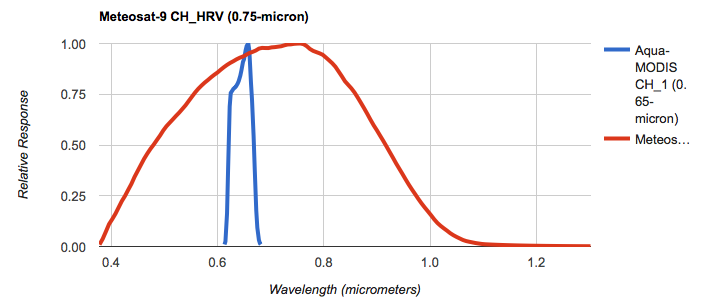 Meteosat-9 CH_HRV (0.75-micron)
1.00
0.75
0.50
0.25
0.00
Relative Response
0.4
0.6
0.8
1.0
1.2
Wavelength (micrometers)
Aqua-
MODIS
CH_1 (0.
65-
micron)
Meteos...